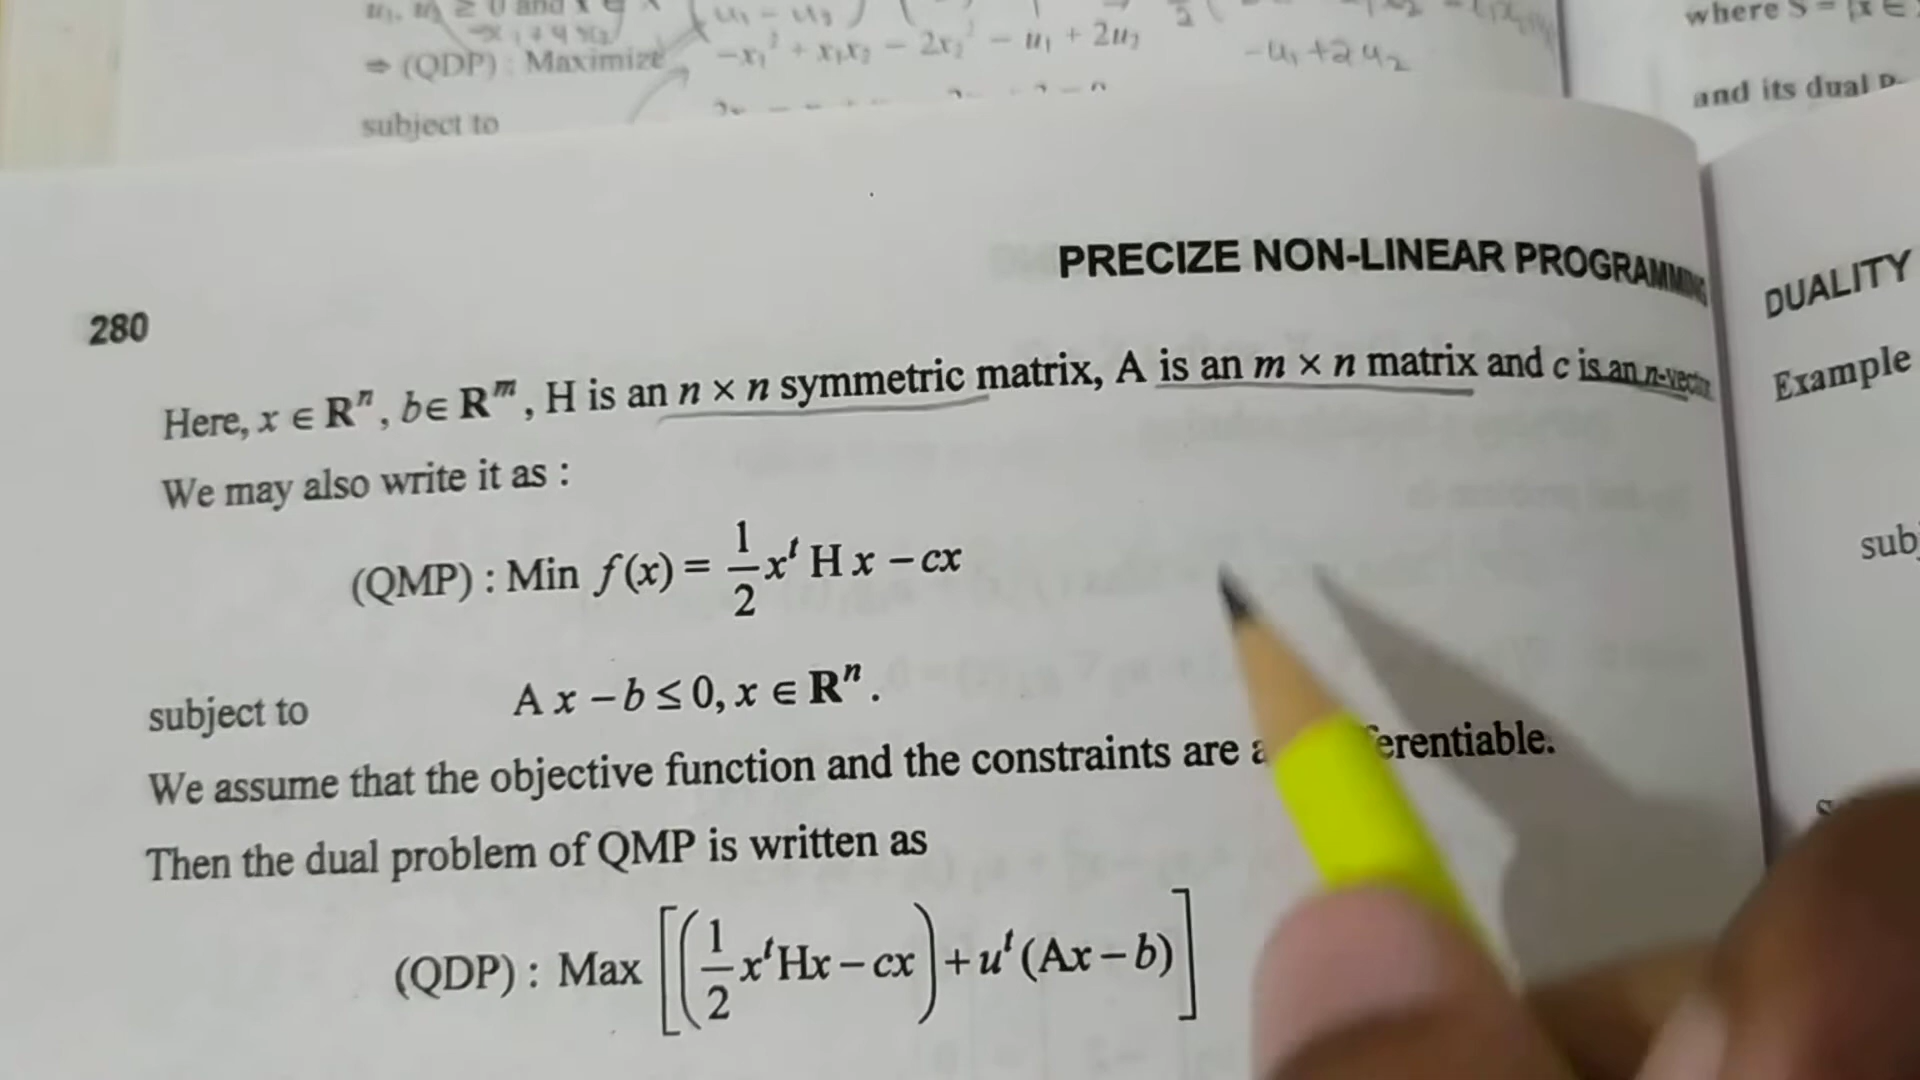 ⇒ (QDP) : Maximize −x₁² + x₁x₂ − 2x₂² − u₁ + 2u₂
−u₁ + 2u₂
subject to
where S = {x ∈
and its dual
PRECIZE NON-LINEAR PROGRAMMING
280
Here, x ∈ Rⁿ, b∈ Rᵐ, H is an n × n symmetric matrix, A is an m × n matrix and c is an n-vector
We may also write it as :
(QMP) : Min f(x) = 1/2 xᵗ H x − cx
subject to A x − b ≤ 0, x ∈ Rⁿ.
We assume that the objective function and the constraints are erentiable.
Then the dual problem of QMP is written as
(QDP) : Max [(1/2 xᵗHx − cx) + uᵗ (Ax − b)]
DUALITY
Example
sub